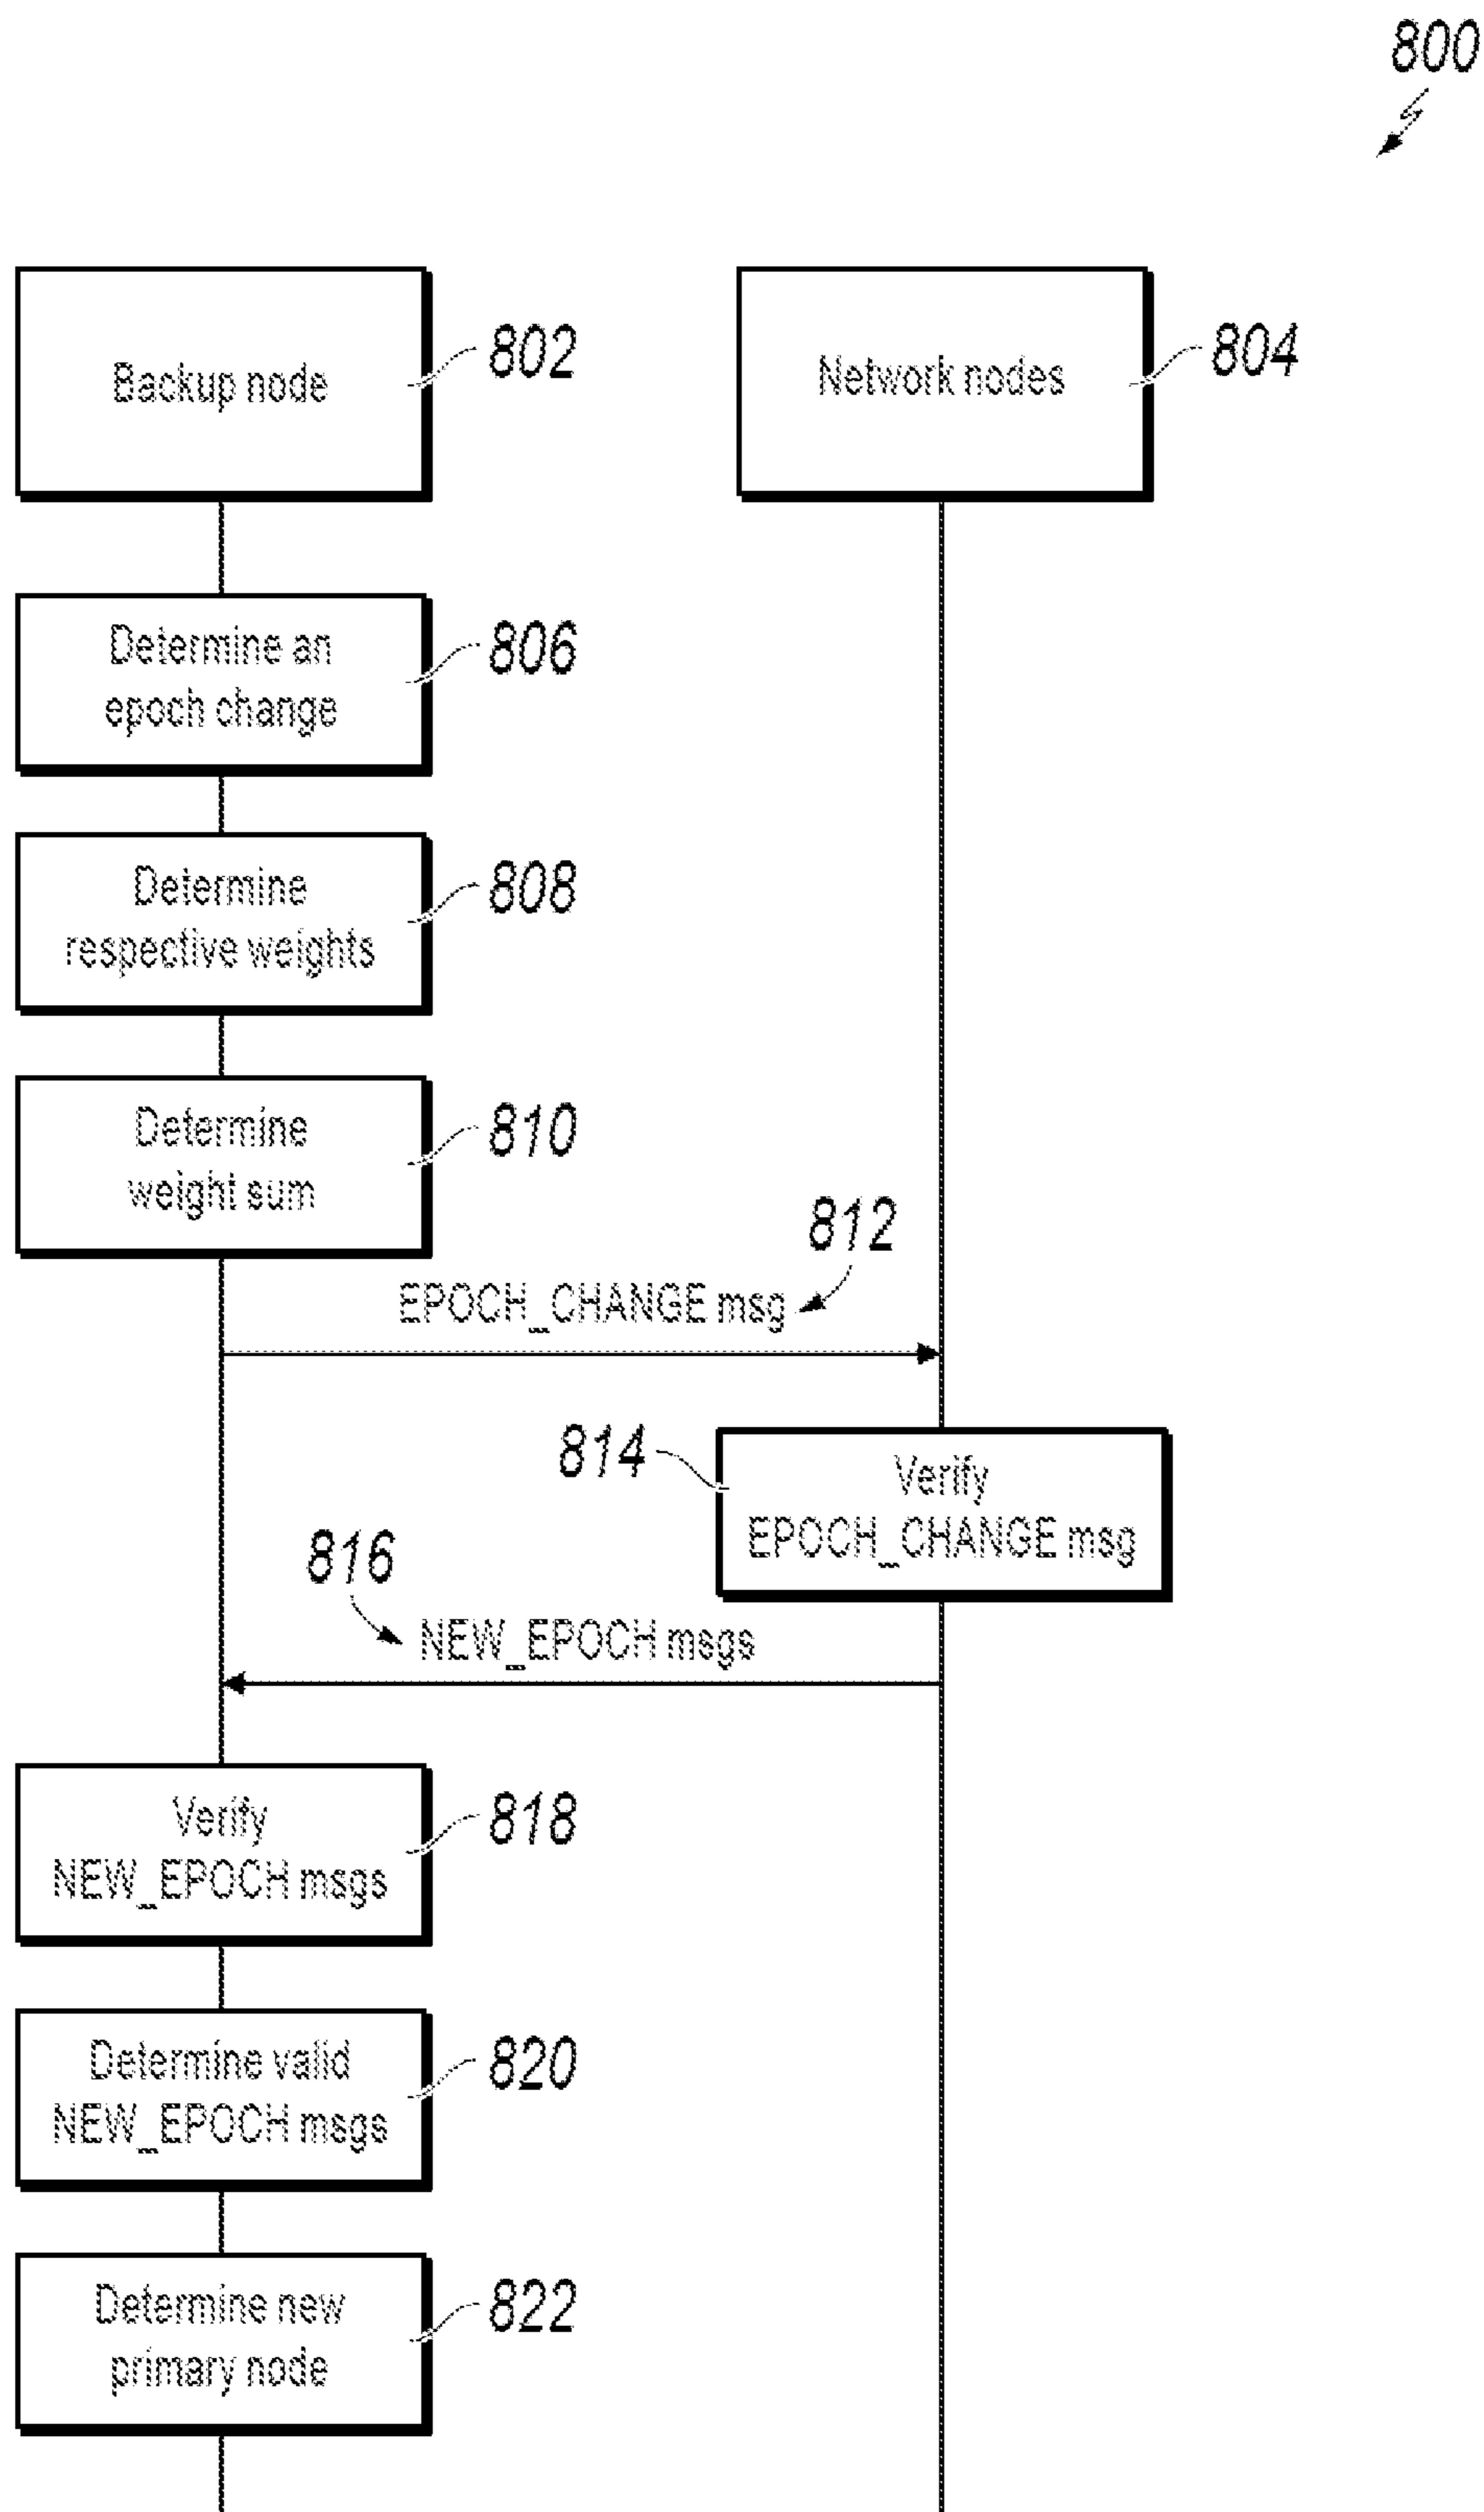 800
Backup node
802
Network nodes
804
Determine an
epoch change
806
Determine
respective weights
808
Determine
weight sum
810
812
EPOCH_CHANGE msg
814
Verify
EPOCH_CHANGE msg
816
NEW_EPOCH msgs
Verify
NEW_EPOCH msgs
818
Determine valid
NEW_EPOCH msgs
820
Determine new
primary node
822